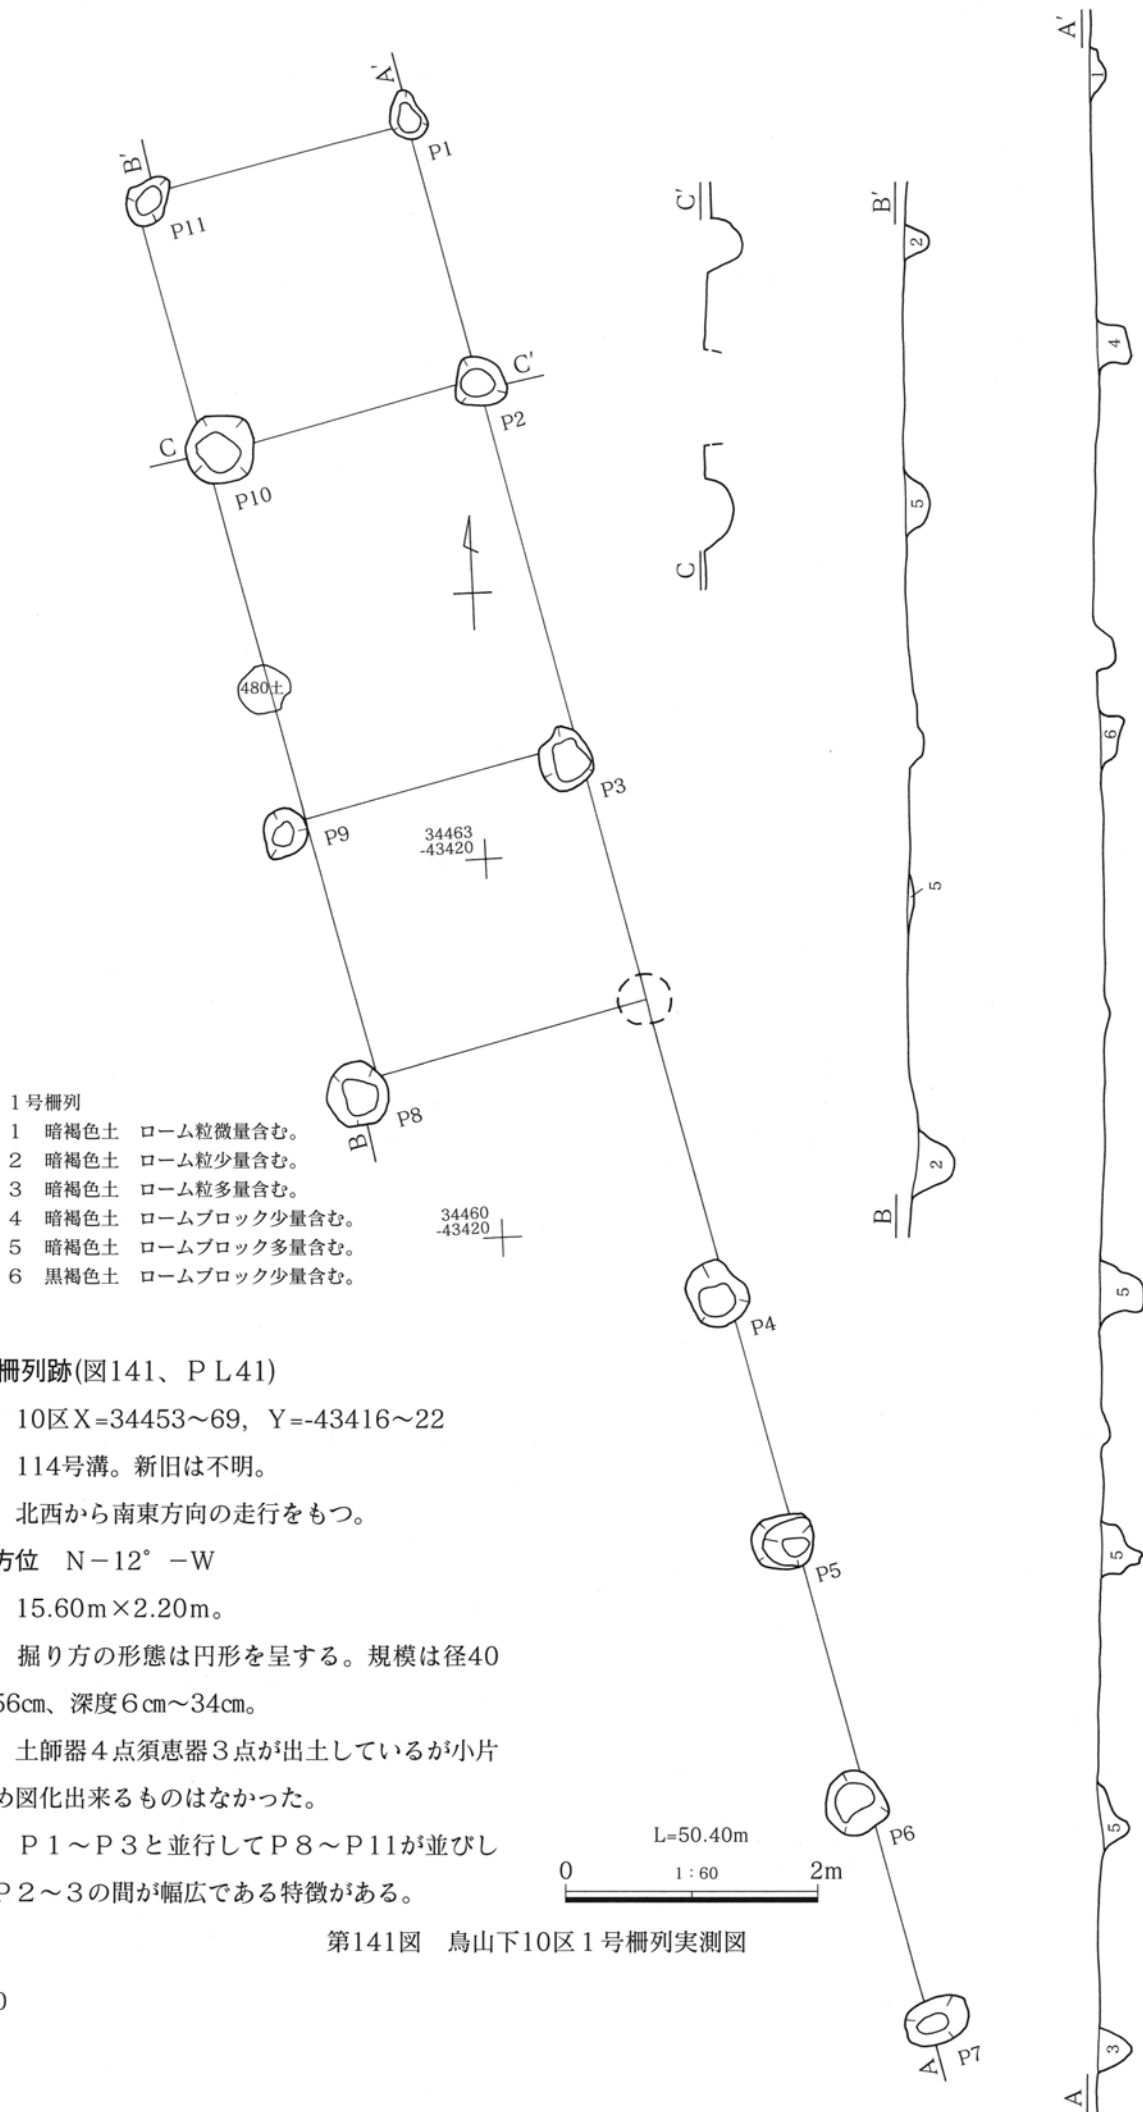 A'
A'
1
P1
B'
P11
C'
B'
2
4
C'
P2
C
P10
5
C
480土
6
P3
P9
34463
-43420
5
P8
B
1号柵列
1 暗褐色土 ローム粒微量含む。
2 暗褐色土 ローム粒少量含む。
3 暗褐色土 ローム粒多量含む。
4 暗褐色土 ロームブロック少量含む。
5 暗褐色土 ロームブロック多量含む。
6 黒褐色土 ロームブロック少量含む。
2
B
34460
-43420
5
P4
柵列跡(図141、ＰＬ41)
10区Ｘ=34453〜69，Ｙ=-43416〜22
114号溝。新旧は不明。
北西から南東方向の走行をもつ。
方位 Ｎ－12°－Ｗ
15.60ｍ×2.20ｍ。
掘り方の形態は円形を呈する。規模は径40
56㎝、深度６㎝〜34㎝。
土師器４点須恵器３点が出土しているが小片
め図化出来るものはなかった。
Ｐ１〜Ｐ３と並行してＰ８〜Ｐ11が並びし
Ｐ２〜３の間が幅広である特徴がある。
5
P5
5
P6
L=50.40m
0 1：60 2m
第141図 鳥山下10区１号柵列実測図
0
3
P7
A
A